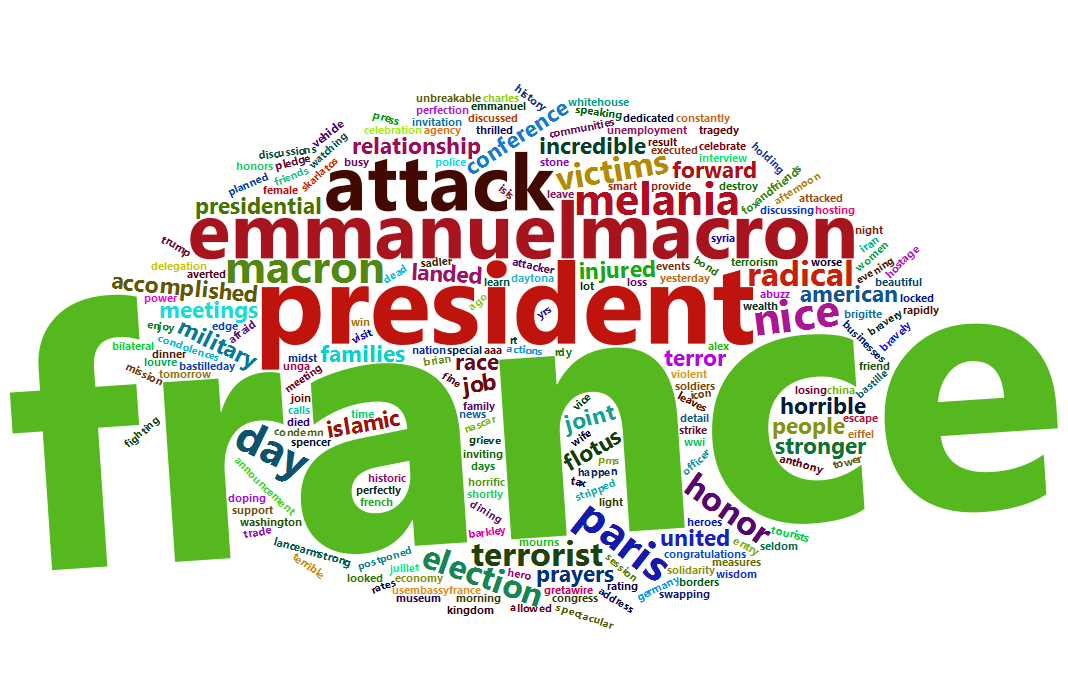 history
unbreakable charles
whitehouse
perfection emmanuel
speaking
press
invitation discussed
conference
dedicated constantly
vehicle
celebration agency thrilled
communities
unemployment tragedy
discussions
watching
relationship
incredible
result
executed celebrate
holding
honors pledge
busy
police
stone
victims
forward
interview
planned
friends
skarlatos
female
attack
isis
leave
smart provide destroy
foxandfriends
afternoon
attacked
presidential
melania
discussing hosting
emmanuelmacron
night
trump
syria
iran
women
hostage
delegation averted
macron
dead
sadler
landed
learn
attacker
daytona
injured
lot
events
loss
bond
yesterday
terrorism
radical
worse
evening
beautiful
accomplished
president
abuzz
american
locked
power
meetings
ago
yrs
wealth
nice
brigitte
rapidly
enjoy
edge
afraid
win
visit
bravery
bravely
businesses
bilateral
condolences
military
midst
families
nation special aaa
rt
actions
rdy
terror
alex
friend
louvre
dinner
bastilleday
unga
meeting
brian
race
violent
bastille
mission
tomorrow
join
fine
job
vice
soldiers
icon
leaves
losing china
calls
time
family
joint
detail
horrible
escape
fighting
died
islamic
news
nascar
wife
strike
people
eiffel
france
day
condemn
spencer
grieve
flotus
wwi
stronger
inviting
pms
officer
anthony
tower
announcement
historic
days
happen
perfectly
horrific
tax
stripped
doping
french
shortly
light
honor
support
dining
paris
washington
barkley
heroes
trade
mourns
united
entry
tourists
lancearmstrong
postponed
terrorist
session
congratulations
seldom
terrible
juillet
election
hero
prayers
solidarity
measures
looked
economy
rating
borders
wisdom
rates
usembassyfrance
gretawire
address
germany
swapping
museum
morning
congress
kingdom
allowed
spectacular